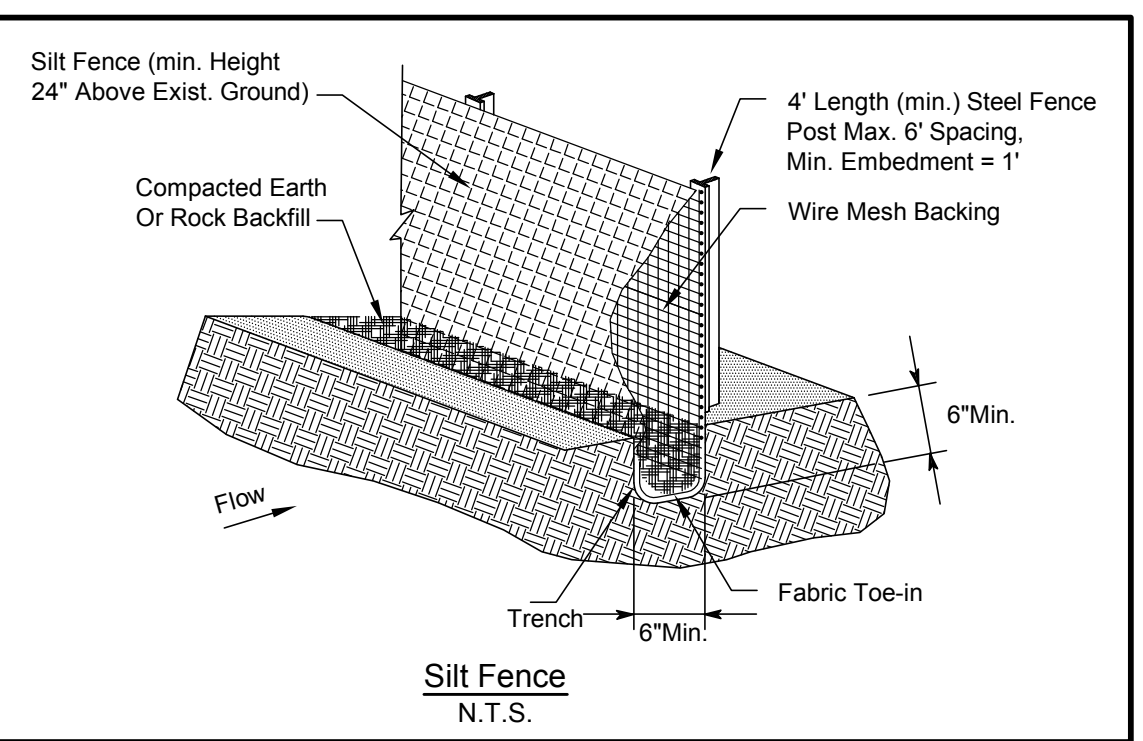 Silt Fence (min. Height
24" Above Exist. Ground)
4' Length (min.) Steel Fence
Post Max. 6' Spacing,
Min. Embedment = 1'
Compacted Earth
Or Rock Backfill
Wire Mesh Backing
6"Min.
Flow
Fabric Toe-in
Trench
6"Min.
Silt Fence
N.T.S.